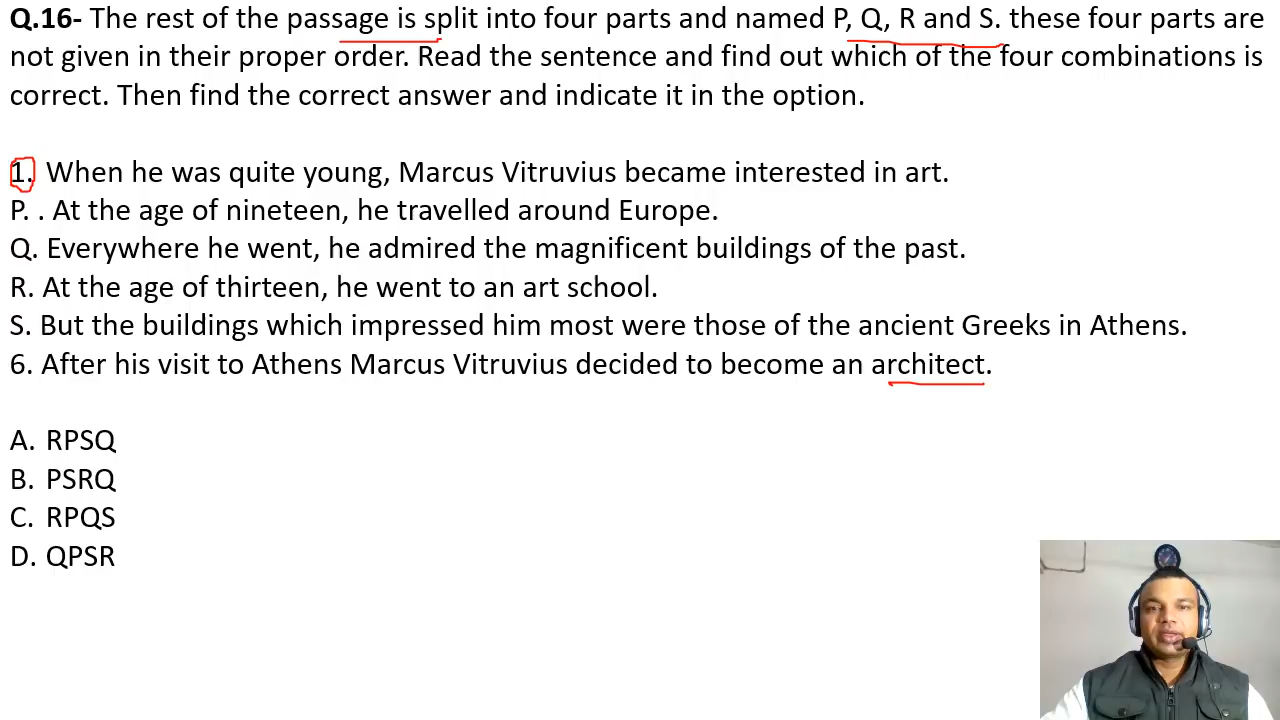 Q.16- The rest of the passage is split into four parts and named P, Q, R and S. these four parts are
not given in their proper order. Read the sentence and find out which of the four combinations is
correct. Then find the correct answer and indicate it in the option.
1. When he was quite young, Marcus Vitruvius became interested in art.
P. . At the age of nineteen, he travelled around Europe.
Q. Everywhere he went, he admired the magnificent buildings of the past.
R. At the age of thirteen, he went to an art school.
S. But the buildings which impressed him most were those of the ancient Greeks in Athens.
6. After his visit to Athens Marcus Vitruvius decided to become an architect.
A. RPSQ
B. PSRQ
C. RPQS
D. QPSR